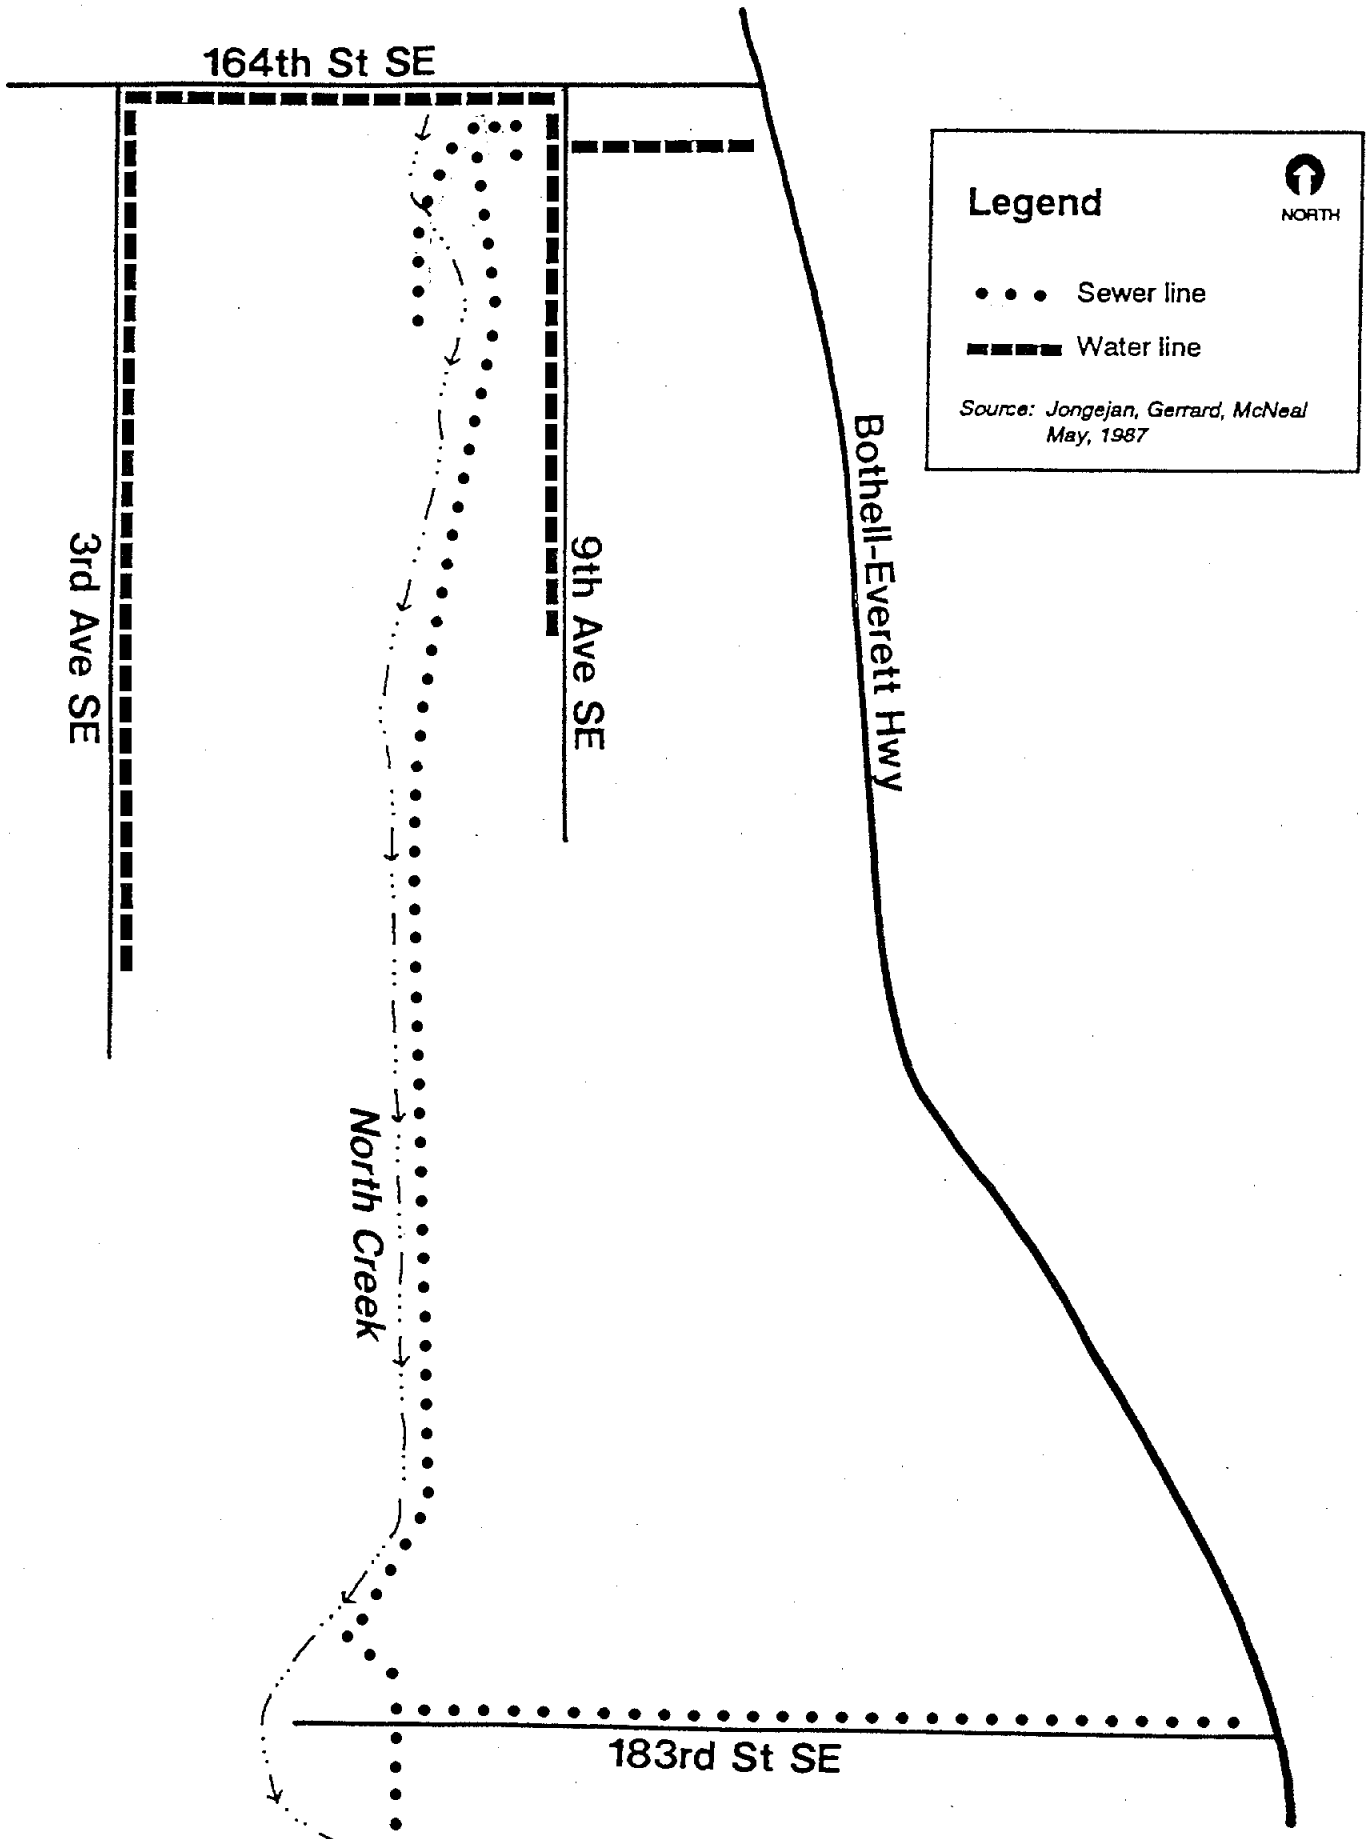 164th St SE
Legend
NORTH
Sewer line
Water line
Source: Jongejan, Gerrard, McNeal
May, 1987
Bothell-Everett Hwy
3rd Ave SE
9th Ave SE
North Creek
183rd St SE